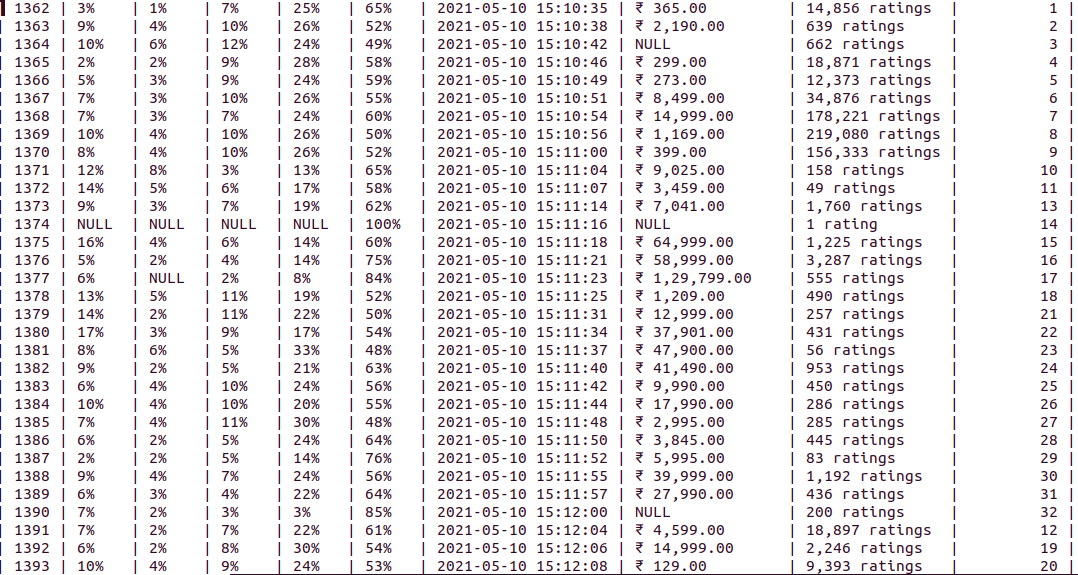 | 1362 | 3% | 1% | 7% | 25% | 65% | 2021-05-10 15:10:35 | ₹ 365.00 | 14,856 ratings | 1 |
| 1363 | 9% | 4% | 10% | 26% | 52% | 2021-05-10 15:10:38 | ₹ 2,190.00 | 639 ratings | 2 |
| 1364 | 10% | 6% | 12% | 24% | 49% | 2021-05-10 15:10:42 | NULL | 662 ratings | 3 |
| 1365 | 2% | 2% | 9% | 28% | 58% | 2021-05-10 15:10:46 | ₹ 299.00 | 18,871 ratings | 4 |
| 1366 | 5% | 3% | 9% | 24% | 59% | 2021-05-10 15:10:49 | ₹ 273.00 | 12,373 ratings | 5 |
| 1367 | 7% | 3% | 10% | 26% | 55% | 2021-05-10 15:10:51 | ₹ 8,499.00 | 34,876 ratings | 6 |
| 1368 | 7% | 3% | 7% | 24% | 60% | 2021-05-10 15:10:54 | ₹ 14,999.00 | 178,221 ratings | 7 |
| 1369 | 10% | 4% | 10% | 26% | 50% | 2021-05-10 15:10:56 | ₹ 1,169.00 | 219,080 ratings | 8 |
| 1370 | 8% | 4% | 10% | 26% | 52% | 2021-05-10 15:11:00 | ₹ 399.00 | 156,333 ratings | 9 |
| 1371 | 12% | 8% | 3% | 13% | 65% | 2021-05-10 15:11:04 | ₹ 9,025.00 | 158 ratings | 10 |
| 1372 | 14% | 5% | 6% | 17% | 58% | 2021-05-10 15:11:07 | ₹ 3,459.00 | 49 ratings | 11 |
| 1373 | 9% | 3% | 7% | 19% | 62% | 2021-05-10 15:11:14 | ₹ 7,041.00 | 1,760 ratings | 13 |
| 1374 | NULL | NULL | NULL | NULL | 100% | 2021-05-10 15:11:16 | NULL | 1 rating | 14 |
| 1375 | 16% | 4% | 6% | 14% | 60% | 2021-05-10 15:11:18 | ₹ 64,999.00 | 1,225 ratings | 15 |
| 1376 | 5% | 2% | 4% | 14% | 75% | 2021-05-10 15:11:21 | ₹ 58,999.00 | 3,287 ratings | 16 |
| 1377 | 6% | NULL | 2% | 8% | 84% | 2021-05-10 15:11:23 | ₹ 1,29,799.00 | 555 ratings | 17 |
| 1378 | 13% | 5% | 11% | 19% | 52% | 2021-05-10 15:11:25 | ₹ 1,209.00 | 490 ratings | 18 |
| 1379 | 14% | 2% | 11% | 22% | 50% | 2021-05-10 15:11:31 | ₹ 12,999.00 | 257 ratings | 21 |
| 1380 | 17% | 3% | 9% | 17% | 54% | 2021-05-10 15:11:34 | ₹ 37,901.00 | 431 ratings | 22 |
| 1381 | 8% | 6% | 5% | 33% | 48% | 2021-05-10 15:11:37 | ₹ 47,900.00 | 56 ratings | 23 |
| 1382 | 9% | 2% | 5% | 21% | 63% | 2021-05-10 15:11:40 | ₹ 41,490.00 | 953 ratings | 24 |
| 1383 | 6% | 4% | 10% | 24% | 56% | 2021-05-10 15:11:42 | ₹ 9,990.00 | 450 ratings | 25 |
| 1384 | 10% | 4% | 10% | 20% | 55% | 2021-05-10 15:11:44 | ₹ 17,990.00 | 286 ratings | 26 |
| 1385 | 7% | 4% | 11% | 30% | 48% | 2021-05-10 15:11:48 | ₹ 2,995.00 | 285 ratings | 27 |
| 1386 | 6% | 2% | 5% | 24% | 64% | 2021-05-10 15:11:50 | ₹ 3,845.00 | 445 ratings | 28 |
| 1387 | 2% | 2% | 5% | 14% | 76% | 2021-05-10 15:11:52 | ₹ 5,995.00 | 83 ratings | 29 |
| 1388 | 9% | 4% | 7% | 24% | 56% | 2021-05-10 15:11:55 | ₹ 39,999.00 | 1,192 ratings | 30 |
| 1389 | 6% | 3% | 4% | 22% | 64% | 2021-05-10 15:11:57 | ₹ 27,990.00 | 436 ratings | 31 |
| 1390 | 7% | 2% | 3% | 3% | 85% | 2021-05-10 15:12:00 | NULL | 200 ratings | 32 |
| 1391 | 7% | 2% | 7% | 22% | 61% | 2021-05-10 15:12:04 | ₹ 4,599.00 | 18,897 ratings | 12 |
| 1392 | 6% | 2% | 8% | 30% | 54% | 2021-05-10 15:12:06 | ₹ 14,999.00 | 2,246 ratings | 19 |
| 1393 | 10% | 4% | 9% | 24% | 53% | 2021-05-10 15:12:08 | ₹ 129.00 | 9,393 ratings | 20 |